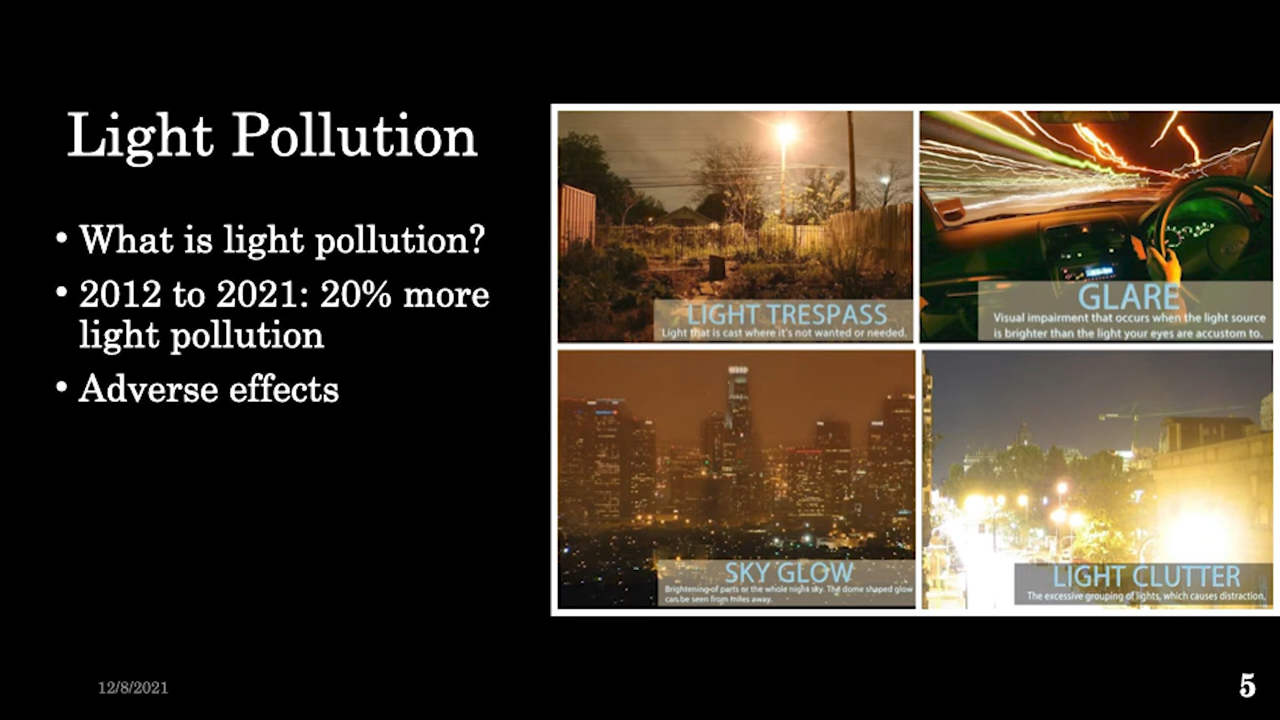 Light Pollution
• What is light pollution?
• 2012 to 2021: 20% more
light pollution
• Adverse effects
LIGHT TRESPASS
Light that is cast where it's not wanted or needed.
GLARE
Visual impairment that occurs when the light source
is brighter than the light your eyes are accustom to.
SKY GLOW
Brightening of parts or the whole night sky. The dome shaped glow
can be seen from miles away.
LIGHT CLUTTER
The excessive grouping of lights, which causes distraction.
12/8/2021
5